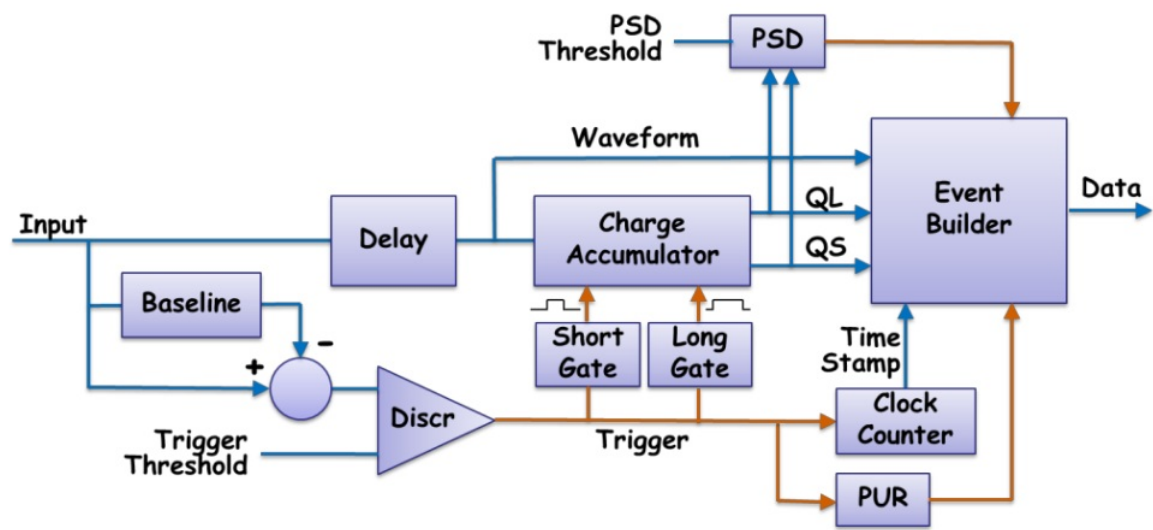 PSD
Threshold
PSD
Waveform
Event
Builder
Data
Input
Delay
Charge
Accumulator
QL
QS
Baseline
-
+
Short
Gate
Long
Gate
Time
Stamp
Discr
Trigger
Clock
Counter
Trigger
Threshold
PUR